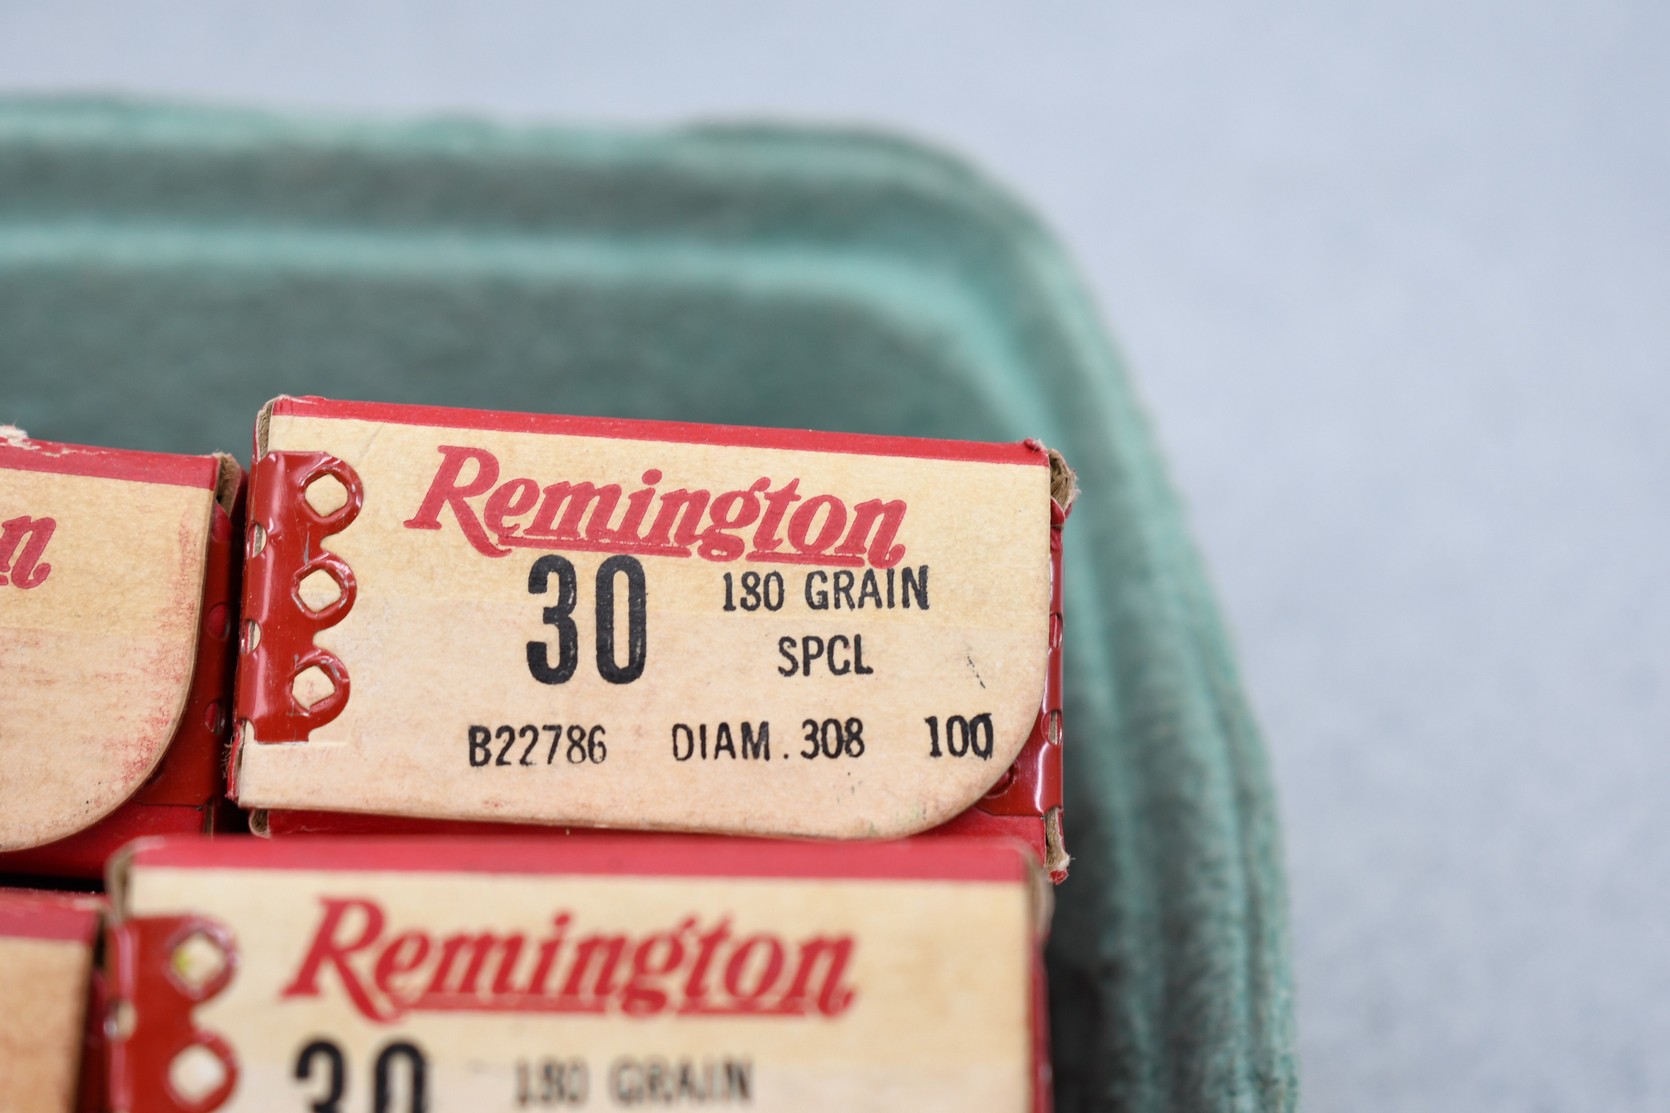 Remington
30 180 GRAIN
SPCL
B22786 DIAM. 308 100
n
Remington
30 180 GRAIN